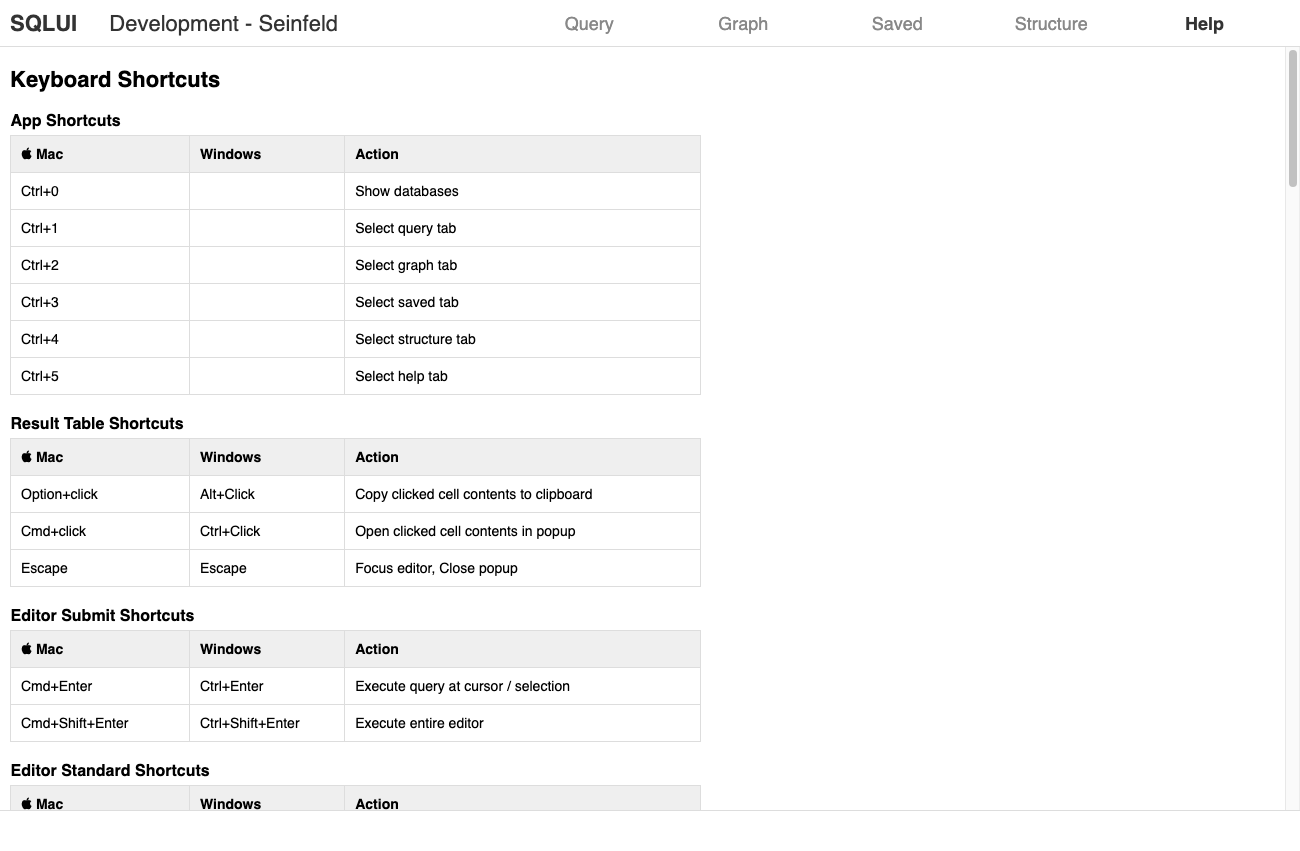 SQLUI Development - Seinfeld Query Graph Saved Structure Help
Keyboard Shortcuts
App Shortcuts
Mac Windows Action
Ctrl+0 Show databases
Ctrl+1 Select query tab
Ctrl+2 Select graph tab
Ctrl+3 Select saved tab
Ctrl+4 Select structure tab
Ctrl+5 Select help tab
Result Table Shortcuts
Mac Windows Action
Option+click Alt+Click Copy clicked cell contents to clipboard
Cmd+click Ctrl+Click Open clicked cell contents in popup
Escape Escape Focus editor, Close popup
Editor Submit Shortcuts
Mac Windows Action
Cmd+Enter Ctrl+Enter Execute query at cursor / selection
Cmd+Shift+Enter Ctrl+Shift+Enter Execute entire editor
Editor Standard Shortcuts
Mac Windows Action